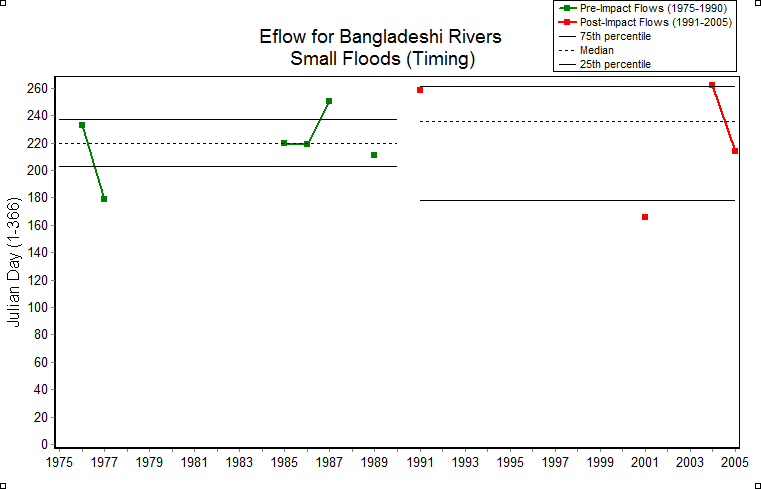 Pre-Impact Flows (1975-1990)
Post-Impact Flows (1991-2005)
75th percentile
Median
25th percentile
Eflow for Bangladeshi Rivers
Small Floods (Timing)
Julian Day (1-366)
260
240
220
200
180
160
140
120
100
80
60
40
20
0
1975 1977 1979 1981 1983 1985 1987 1989 1991 1993 1995 1997 1999 2001 2003 2005